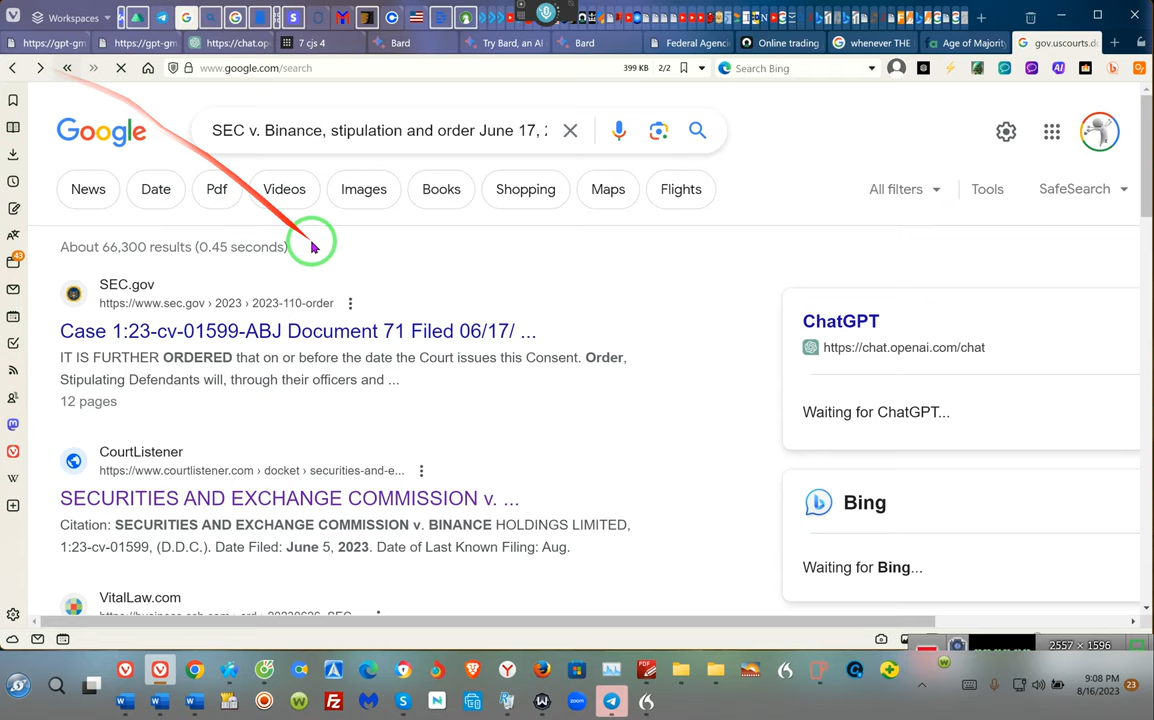 Workspaces
https://gpt-gm
https://gpt-gm
https://chat.op
7 cjs 4
Bard
Try Bard, an AI
Bard
Federal Agenc
Online trading
whenever THE
Age of Majorit
gov.uscourts.d
www.google.com/search
399 KB
2/2
Search Bing
Google
SEC v. Binance, stipulation and order June 17, 2
News
Date
Pdf
Videos
Images
Books
Shopping
Maps
Flights
All filters
Tools
SafeSearch
About 66,300 results (0.45 seconds)
SEC.gov
https://www.sec.gov › 2023 › 2023-110-order
Case 1:23-cv-01599-ABJ Document 71 Filed 06/17/ ...
IT IS FURTHER ORDERED that on or before the date the Court issues this Consent. Order,
Stipulating Defendants will, through their officers and ...
12 pages
CourtListener
https://www.courtlistener.com › docket › securities-and-e...
SECURITIES AND EXCHANGE COMMISSION v. ...
Citation: SECURITIES AND EXCHANGE COMMISSION v. BINANCE HOLDINGS LIMITED,
1:23-cv-01599, (D.D.C.). Date Filed: June 5, 2023. Date of Last Known Filing: Aug.
VitalLaw.com
ChatGPT
https://chat.openai.com/chat
Waiting for ChatGPT...
Bing
Waiting for Bing...
43
2557 x 1596
9:08 PM
8/16/2023
23